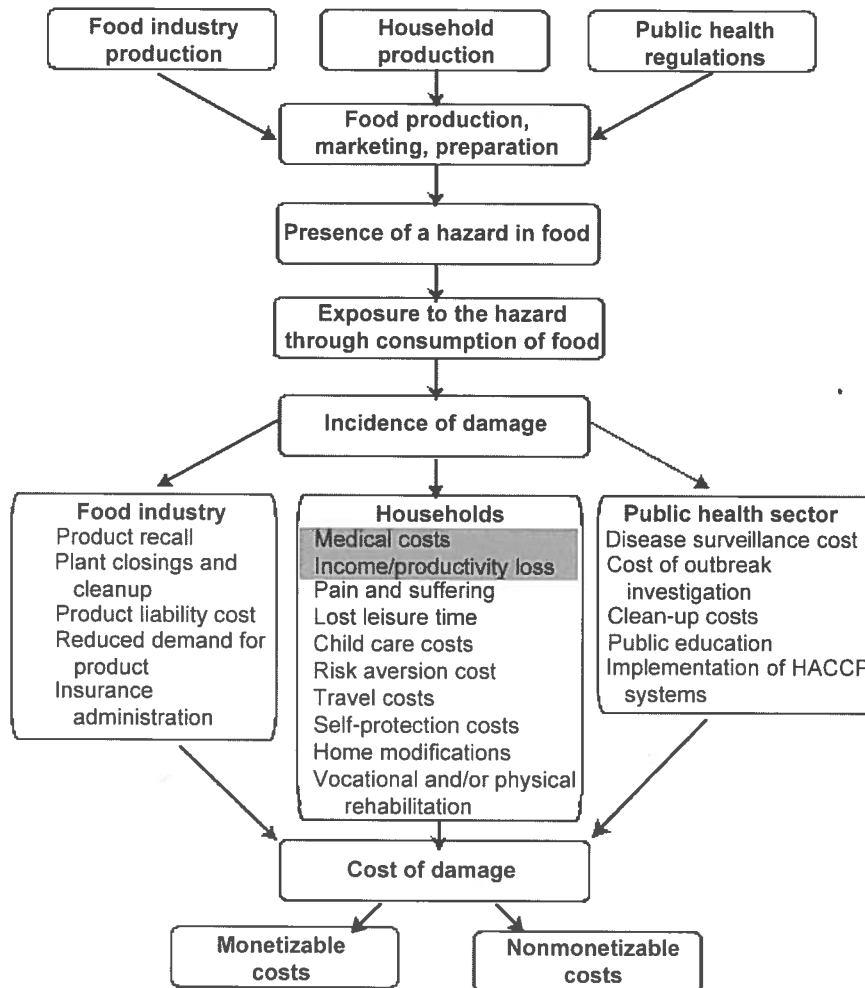 Food industry
production
Household
production
Public health
regulations
Food production,
marketing, preparation
Presence of a hazard in food
Exposure to the hazard
through consumption of food
Incidence of damage
Food industry
Product recall
Plant closings and
cleanup
Product liability cost
Reduced demand for
product
Insurance
administration
Households
Medical costs
Income/productivity loss
Pain and suffering
Lost leisure time
Child care costs
Risk aversion cost
Travel costs
Self-protection costs
Home modifications
Vocational and/or physical
rehabilitation
Public health sector
Disease surveillance cost
Cost of outbreak
investigation
Clean-up costs
Public education
Implementation of HACCP
systems
Cost of damage
Monetizable
costs
Nonmonetizable
costs